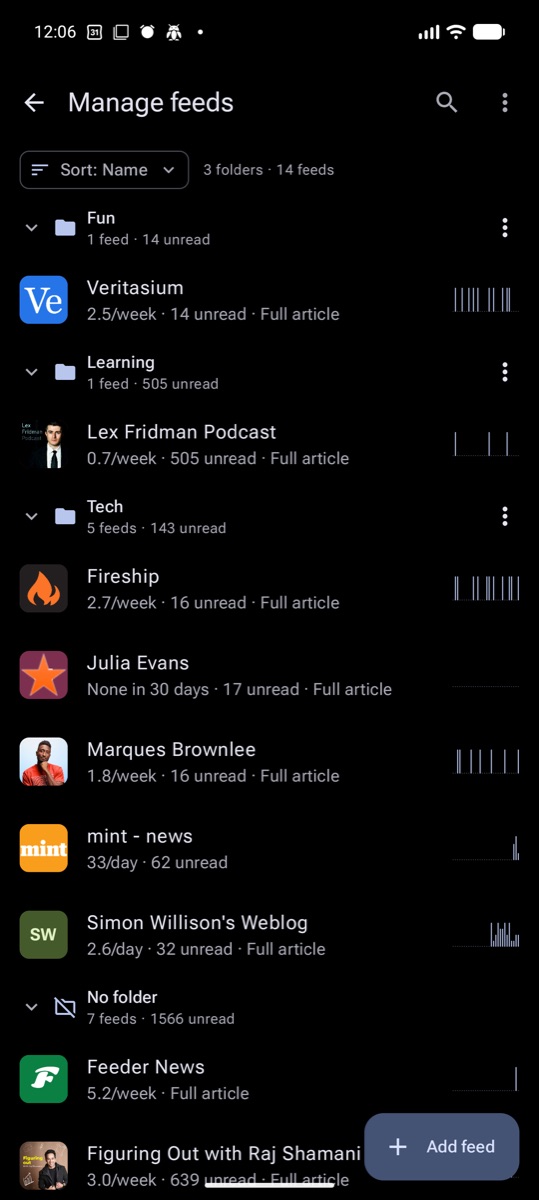 12:06 31
Manage feeds
Sort: Name 3 folders · 14 feeds
Fun
1 feed · 14 unread
Ve
Veritasium
2.5/week · 14 unread · Full article
Learning
1 feed · 505 unread
Lex Fridman Podcast
Lex Fridman Podcast
0.7/week · 505 unread · Full article
Tech
5 feeds · 143 unread
Fireship
2.7/week · 16 unread · Full article
Julia Evans
None in 30 days · 17 unread · Full article
Marques Brownlee
1.8/week · 16 unread · Full article
mint
mint - news
33/day · 62 unread
SW
Simon Willison's Weblog
2.6/day · 32 unread · Full article
No folder
7 feeds · 1566 unread
F
Feeder News
5.2/week · Full article
+ Add feed
Figuring out
Figuring Out with Raj Shamani
3.0/week · 639 unread · Full article